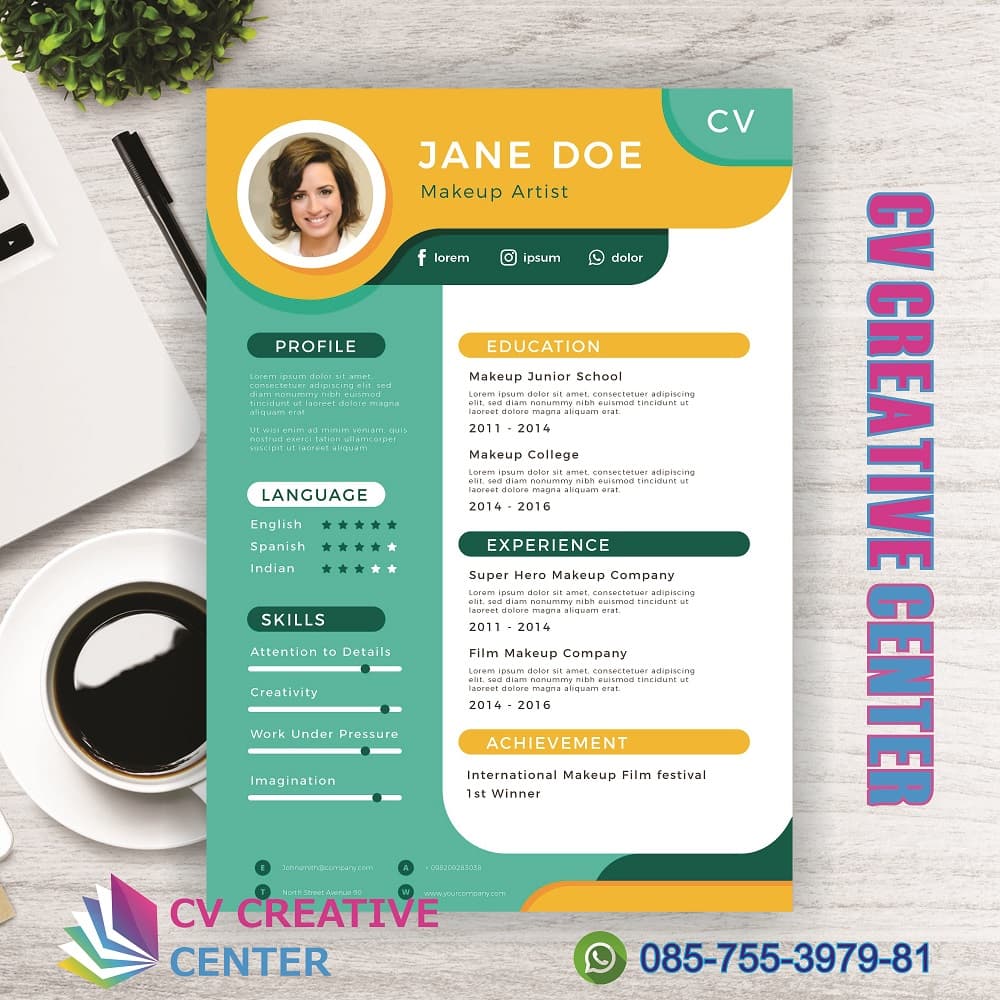 CV
JANE DOE
Makeup Artist
lorem
ipsum
dolor
PROFILE
Lorem ipsum dolor sit amet,
consectetuer adipiscing elit, sed
diam nonummy nibh euismod
tincidunt ut laoreet dolore magna
aliquam erat
Ut wisi enim ad minim veniam, quis
nostrud exerci tation ullamcorper
suscipit ut laoreet aliquam
LANGUAGE
English
Spanish
Indian
SKILLS
Attention to Details
Creativity
Work Under Pressure
Imagination
E
Johnsmith@company.com
A
+ 098209283038
T
North Street Avenue 90
W
www.yourcompany.com
EDUCATION
Makeup Junior School
Lorem ipsum dolor sit amet, consectetuer adipiscing
elit, sed diam nonummy nibh euismod tincidunt ut
laoreet dolore magna aliquam erat.
2011 - 2014
Makeup College
Lorem ipsum dolor sit amet, consectetuer adipiscing
elit, sed diam nonummy nibh euismod tincidunt ut
laoreet dolore magna aliquam erat.
2014 - 2016
EXPERIENCE
Super Hero Makeup Company
Lorem ipsum dolor sit amet, consectetuer adipiscing
elit, sed diam nonummy nibh euismod tincidunt ut
laoreet dolore magna aliquam erat.
2011 - 2014
Film Makeup Company
Lorem ipsum dolor sit amet, consectetuer adipiscing
elit, sed diam nonummy nibh euismod tincidunt ut
laoreet dolore magna aliquam erat.
2014 - 2016
ACHIEVEMENT
International Makeup Film festival
1st Winner
CV CREATIVE CENTER
CV CREATIVE
CENTER
085-755-3979-81